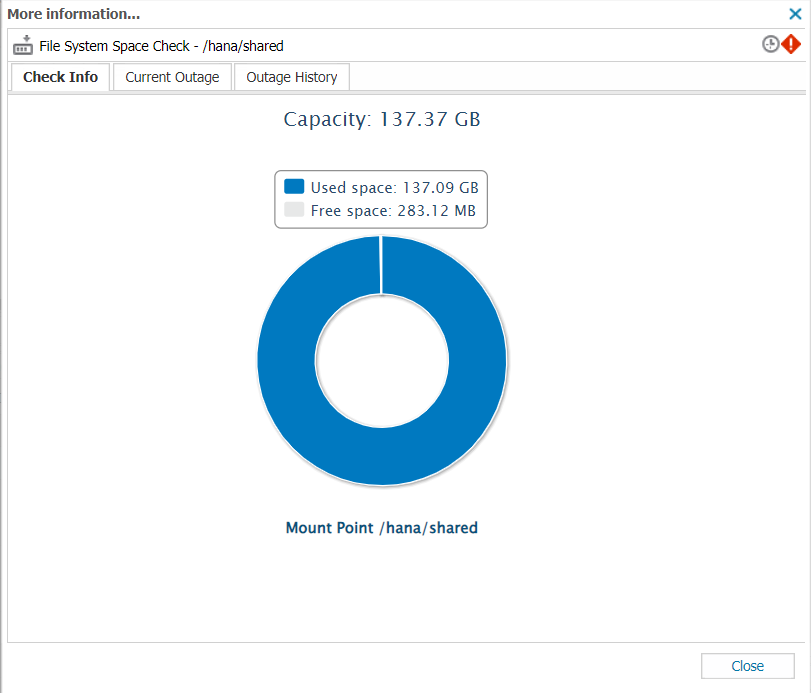 More information...
File System Space Check - /hana/shared
Check Info
Current Outage
Outage History
Capacity: 137.37 GB
Used space: 137.09 GB
Free space: 283.12 MB
Mount Point /hana/shared
Close